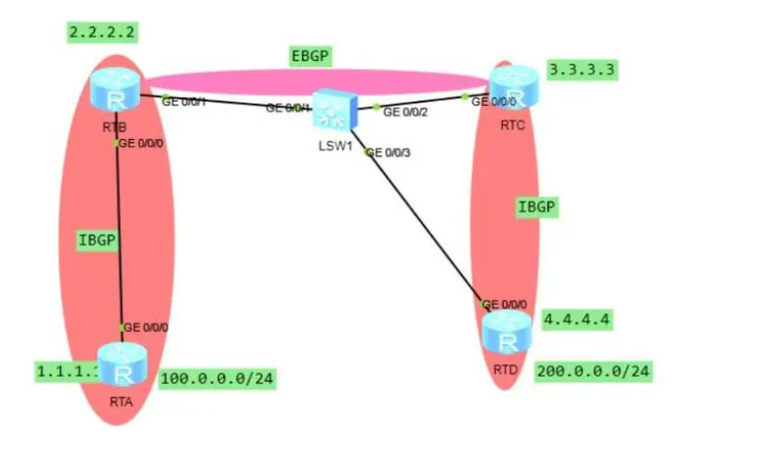 2.2.2.2
EBGP
3.3.3.3
GE 0/0/1
GE 0/0/1
GE 0/0/2
GE 0/0/0
RTB
RTC
GE 0/0/0
LSW1
GE 0/0/3
IBGP
IBGP
GE 0/0/0
4.4.4.4
GE 0/0/0
1.1.1.1
100.0.0.0/24
200.0.0.0/24
RTD
RTA
R
R
R
R